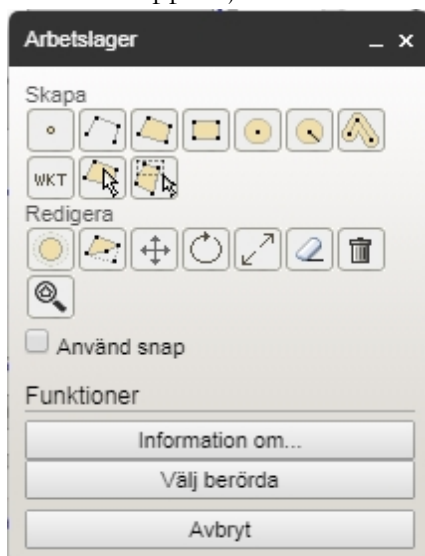 Arbetslager
Skapa
WKT
Redigera
Använd snap
Funktioner
Information om...
Välj berörda
Avbryt